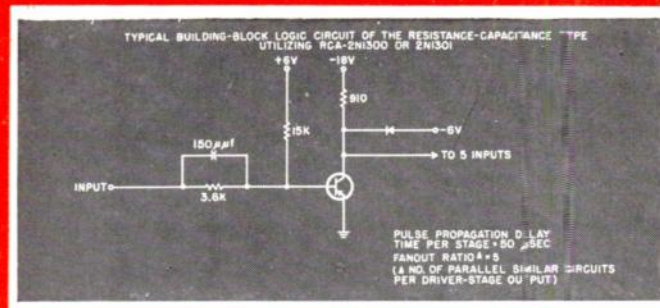 TYPICAL BUILDING-BLOCK LOGIC CIRCUIT OF THE RESISTANCE-CAPACITANCE TYPE
UTILIZING RCA-2N1300 OR 2N1301
+6V
-18V
910
15K
-6V
150μμf
TO 5 INPUTS
INPUT
3.6K
PULSE PROPAGATION DELAY
TIME PER STAGE = 50 μSEC
FANOUT RATIO▲ = 5
(▲ NO. OF PARALLEL SIMILAR CIRCUITS
PER DRIVER-STAGE OUTPUT)